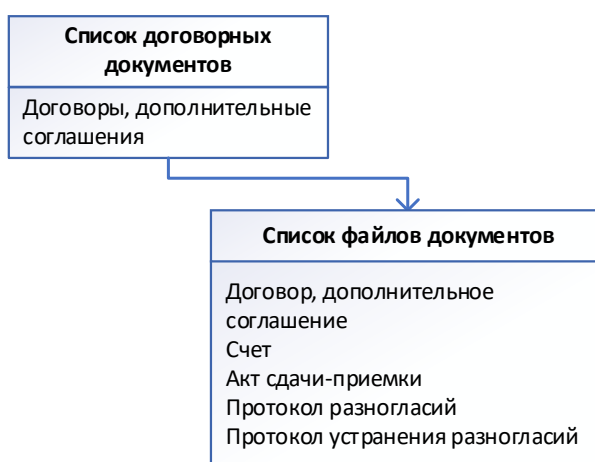 Список договорных
документов
Договоры, дополнительные
соглашения
Список файлов документов
Договор, дополнительное
соглашение
Счет
Акт сдачи-приемки
Протокол разногласий
Протокол устранения разногласий